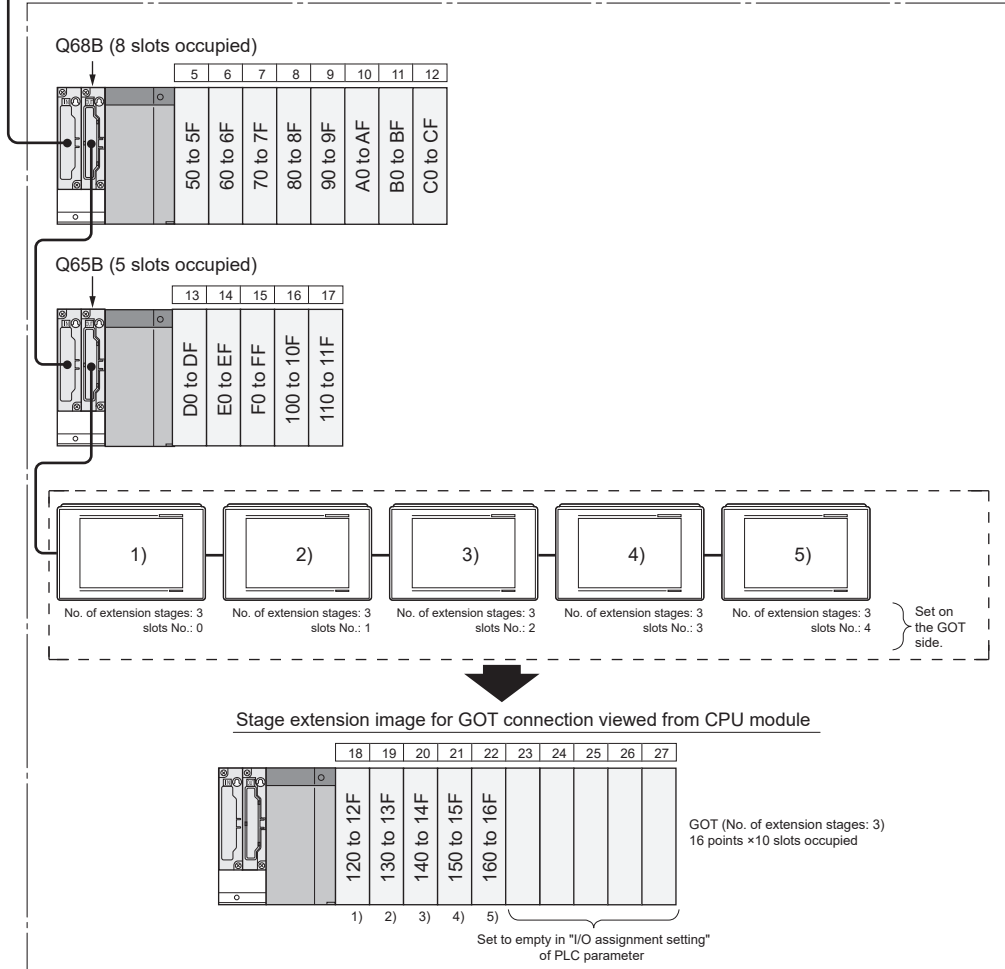 Q68B (8 slots occupied)
5 6 7 8 9 10 11 12
50 to 5F
60 to 6F
70 to 7F
80 to 8F
90 to 9F
A0 to AF
B0 to BF
C0 to CF
Q65B (5 slots occupied)
13 14 15 16 17
D0 to DF
E0 to EF
F0 to FF
100 to 10F
110 to 11F
1) 2) 3) 4) 5)
No. of extension stages: 3 No. of extension stages: 3 No. of extension stages: 3 No. of extension stages: 3 No. of extension stages: 3
slots No.: 0 slots No.: 1 slots No.: 2 slots No.: 3 slots No.: 4
Set on
the GOT
side.
Stage extension image for GOT connection viewed from CPU module
18 19 20 21 22 23 24 25 26 27
120 to 12F
130 to 13F
140 to 14F
150 to 15F
160 to 16F
GOT (No. of extension stages: 3)
16 points ×10 slots occupied
1) 2) 3) 4) 5)
Set to empty in "I/O assignment setting"
of PLC parameter